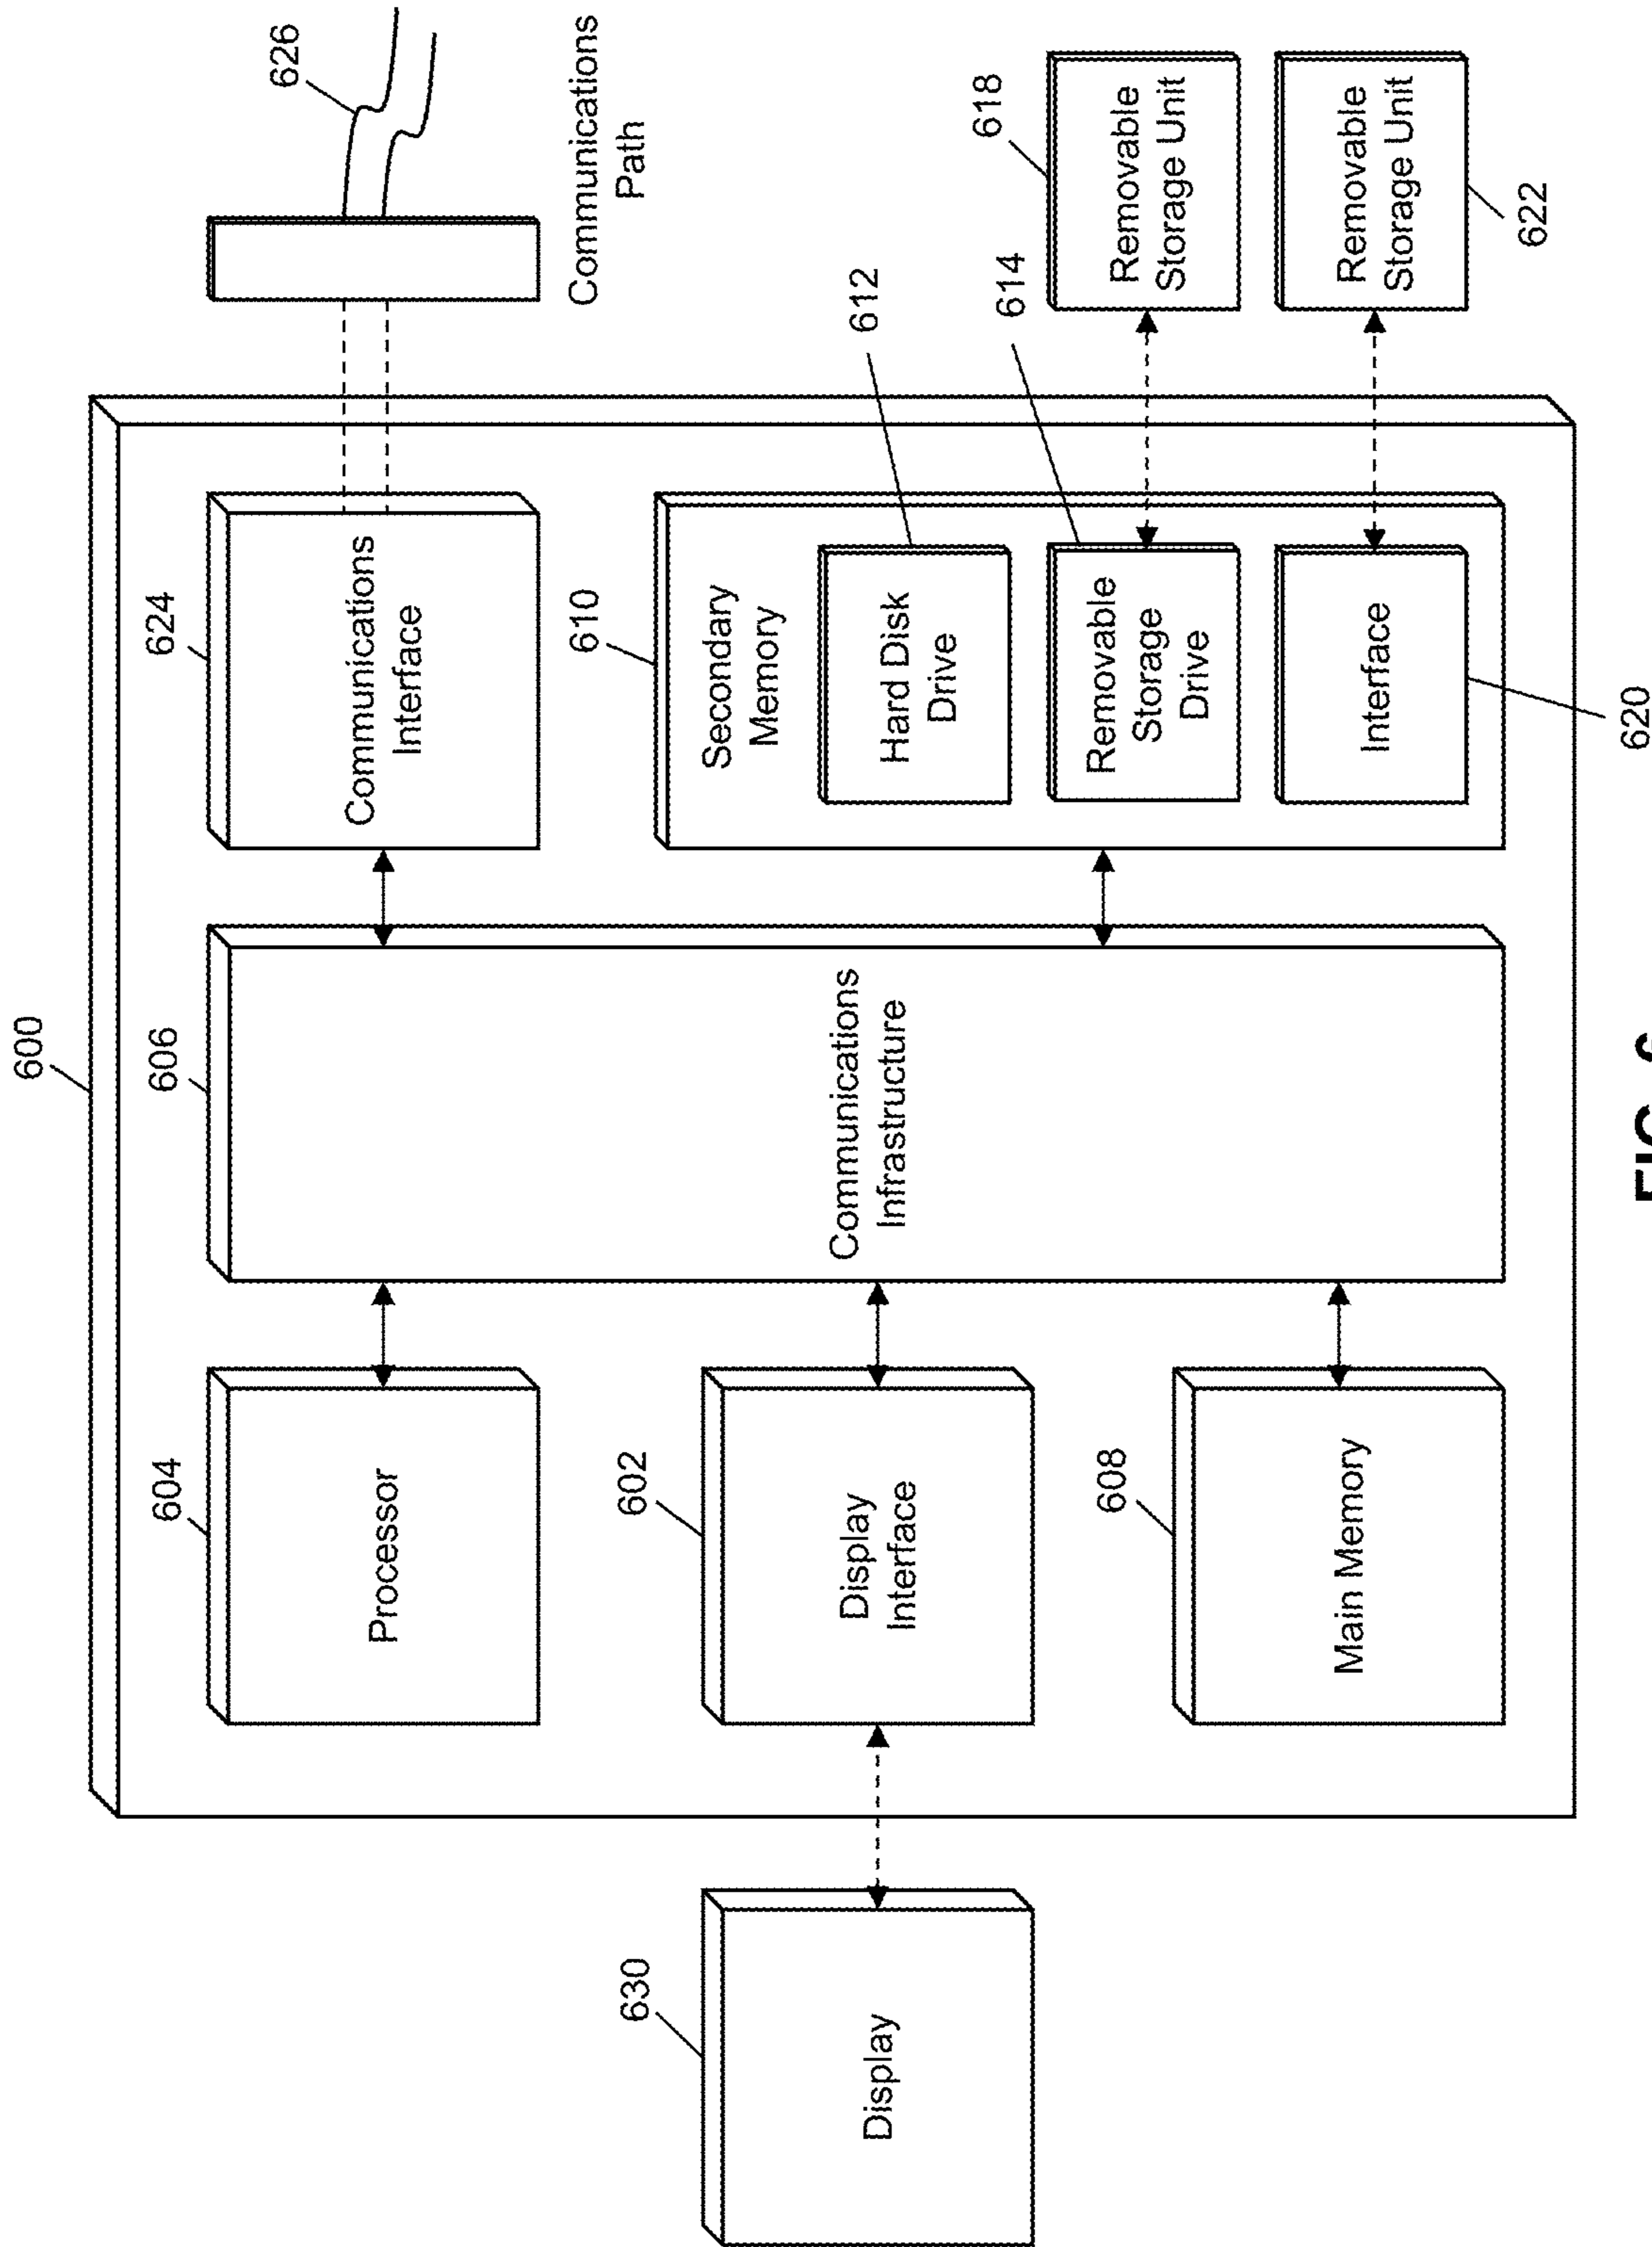 600
604
Processor
606
Communications
Infrastructure
624
Communications
Interface
626
Communications
Path
630
Display
602
Display
Interface
608
Main Memory
610
Secondary
Memory
612
Hard Disk
Drive
614
Removable
Storage
Drive
Interface
620
618
Removable
Storage Unit
Removable
Storage Unit
622
FIG. 6